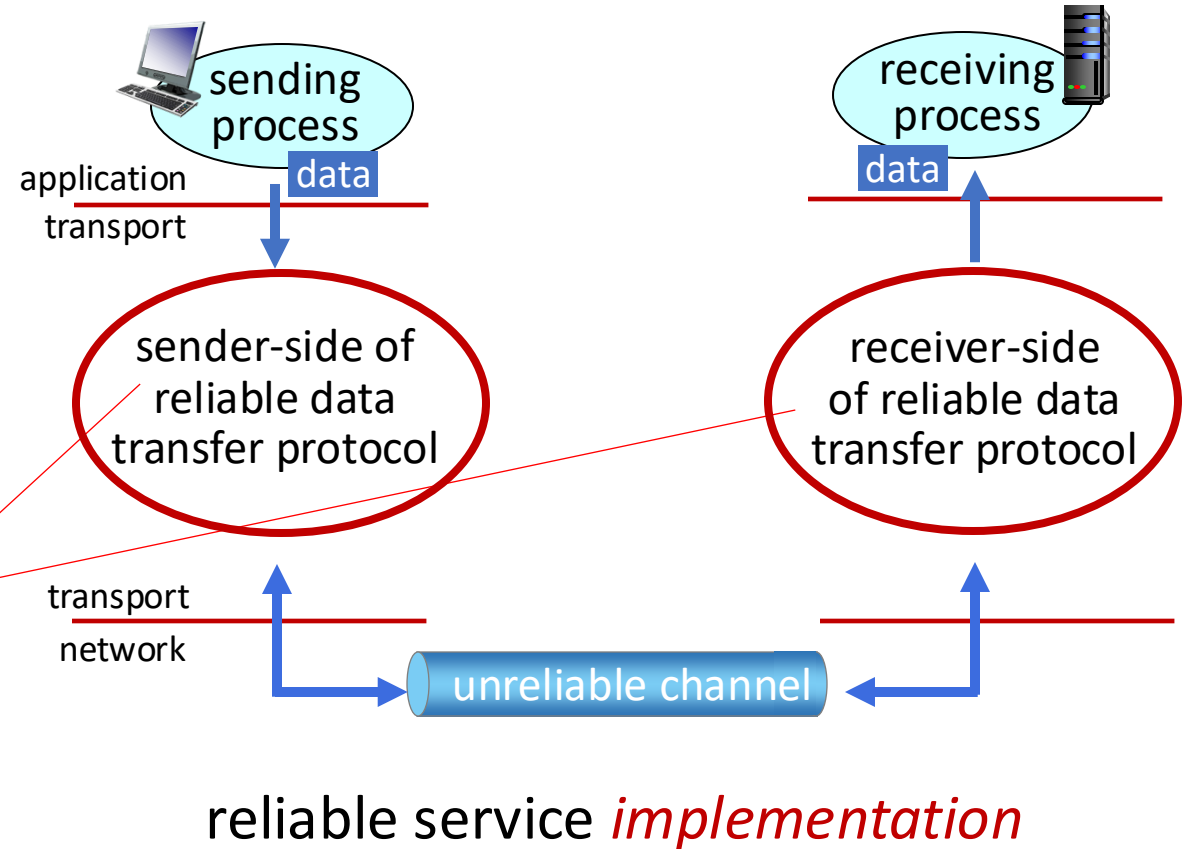 sending
process
data
receiving
process
data
application
transport
sender-side of
reliable data
transfer protocol
receiver-side
of reliable data
transfer protocol
transport
network
unreliable channel
reliable service implementation